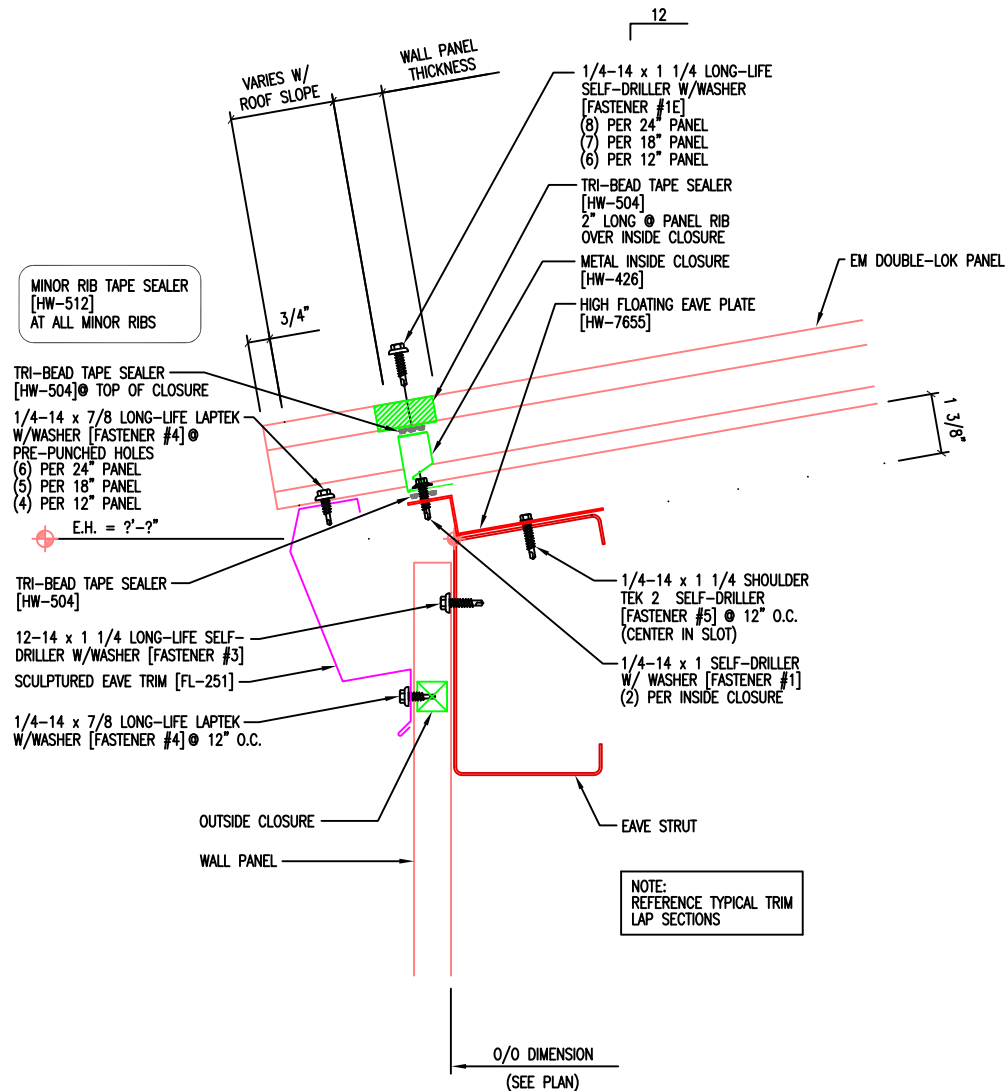 12
VARIES W/
ROOF SLOPE
WALL PANEL
THICKNESS
1/4-14 x 1 1/4 LONG-LIFE
SELF-DRILLER W/WASHER
[FASTENER #1E]
(8) PER 24" PANEL
(7) PER 18" PANEL
(6) PER 12" PANEL
TRI-BEAD TAPE SEALER
[HW-504]
2" LONG @ PANEL RIB
OVER INSIDE CLOSURE
METAL INSIDE CLOSURE
[HW-426]
HIGH FLOATING EAVE PLATE
[HW-7655]
EM DOUBLE-LOK PANEL
MINOR RIB TAPE SEALER
[HW-512]
AT ALL MINOR RIBS
3/4"
TRI-BEAD TAPE SEALER
[HW-504]@ TOP OF CLOSURE
1/4-14 x 7/8 LONG-LIFE LAPTEK
W/WASHER [FASTENER #4] @
PRE-PUNCHED HOLES
(6) PER 24" PANEL
(5) PER 18" PANEL
(4) PER 12" PANEL
1 3/8"
E.H. = ?'-?"
TRI-BEAD TAPE SEALER
[HW-504]
12-14 x 1 1/4 LONG-LIFE SELF-
DRILLER W/WASHER [FASTENER #3]
SCULPTURED EAVE TRIM [FL-251]
1/4-14 x 7/8 LONG-LIFE LAPTEK
W/WASHER [FASTENER #4] @ 12" O.C.
1/4-14 x 1 1/4 SHOULDER
TEK 2 SELF-DRILLER
[FASTENER #5] @ 12" O.C.
(CENTER IN SLOT)
1/4-14 x 1 SELF-DRILLER
W/ WASHER [FASTENER #1]
(2) PER INSIDE CLOSURE
OUTSIDE CLOSURE
EAVE STRUT
WALL PANEL
NOTE:
REFERENCE TYPICAL TRIM
LAP SECTIONS
O/O DIMENSION
(SEE PLAN)